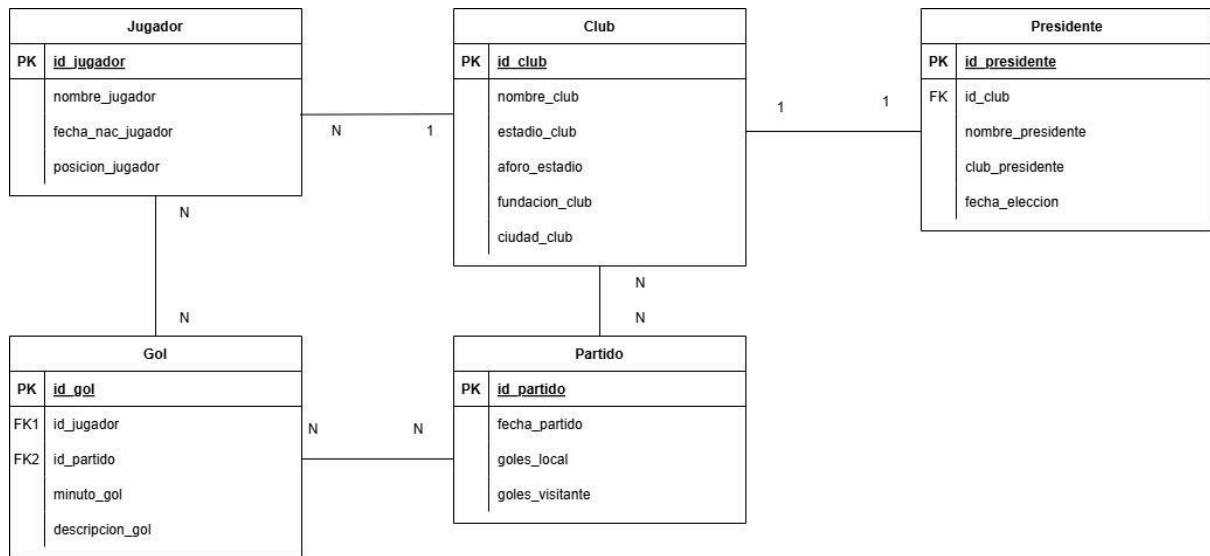 Jugador
PK id_jugador
nombre_jugador
fecha_nac_jugador
posicion_jugador
N 1
Club
PK id_club
nombre_club
estadio_club
aforo_estadio
fundacion_club
ciudad_club
1 1
Presidente
PK id_presidente
FK id_club
nombre_presidente
club_presidente
fecha_eleccion
N
N
N
N
Gol
PK id_gol
FK1 id_jugador
FK2 id_partido
minuto_gol
descripcion_gol
N N
Partido
PK id_partido
fecha_partido
goles_local
goles_visitante